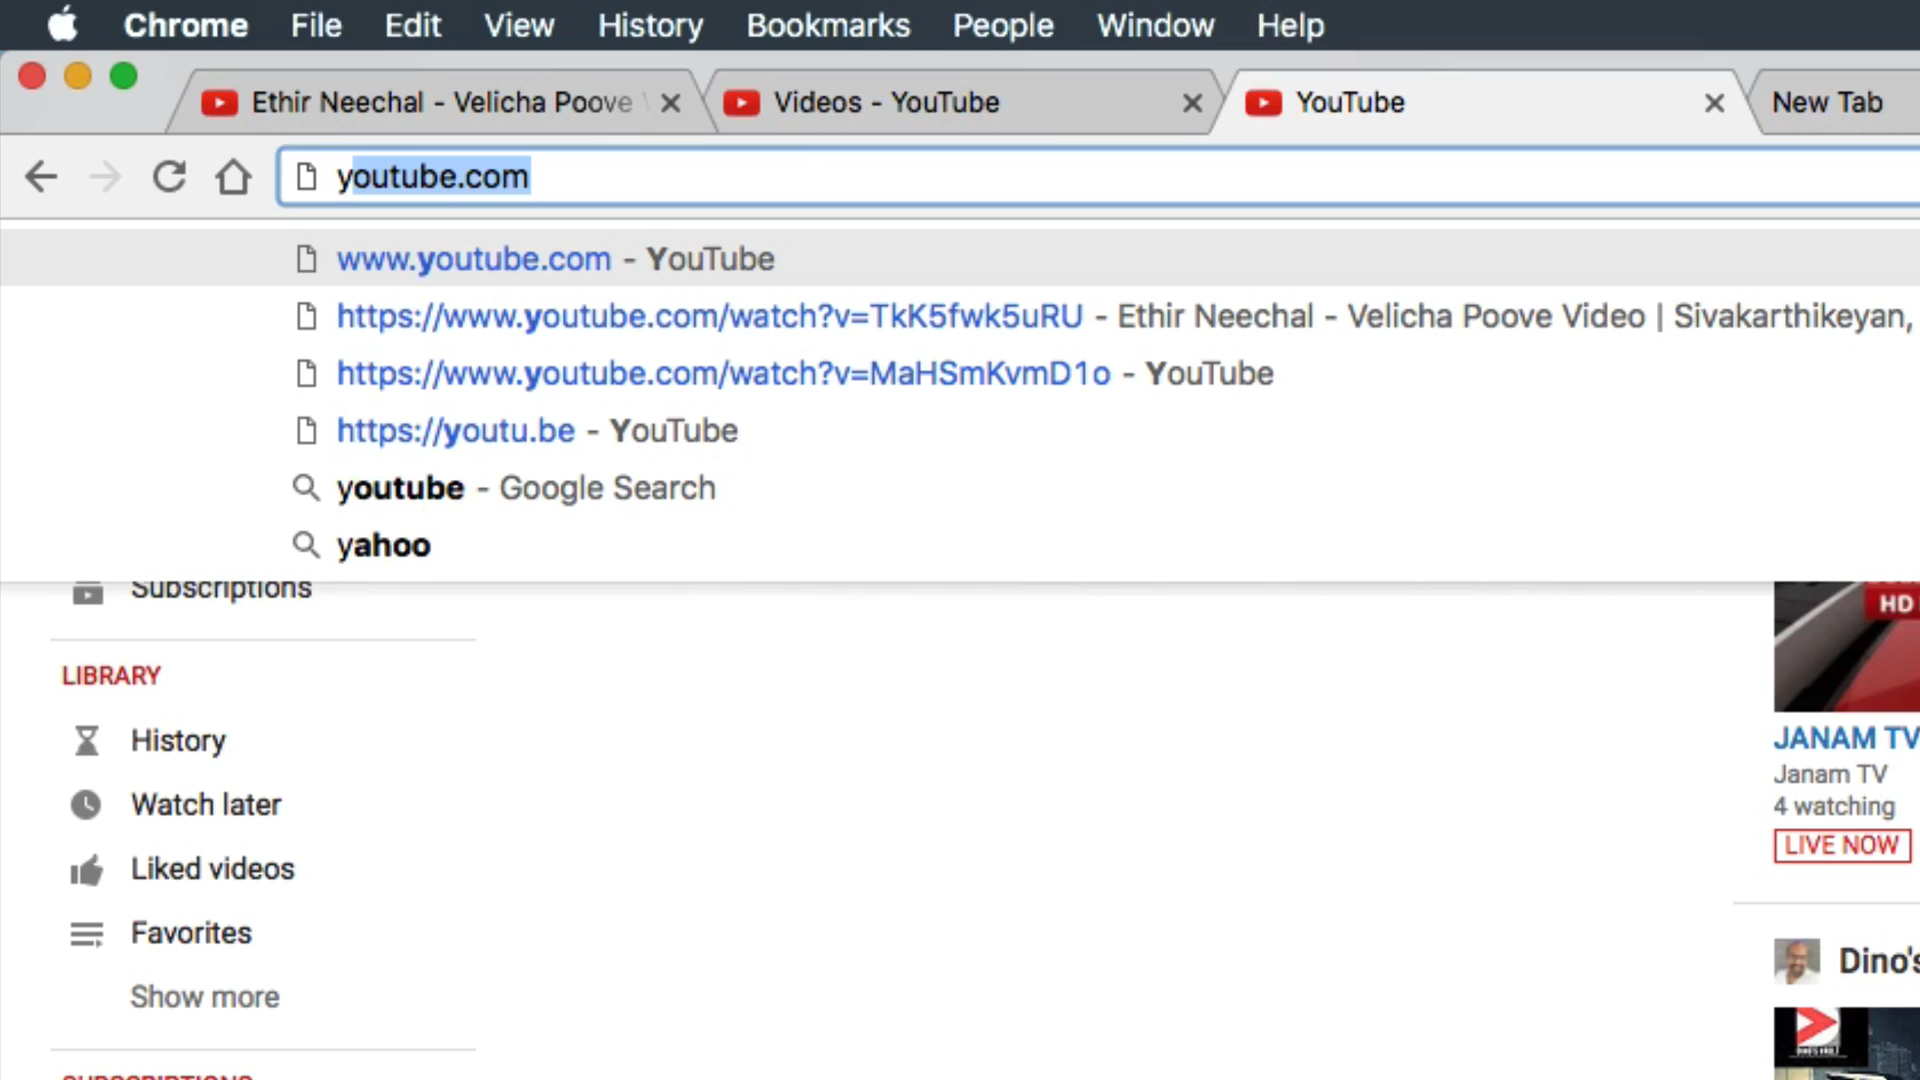 Chrome File Edit View History Bookmarks People Window Help
Ethir Neechal - Velicha Poove
Videos - YouTube
YouTube
New Tab
youtube.com
www.youtube.com - YouTube
https://www.youtube.com/watch?v=TkK5fwk5uRU - Ethir Neechal - Velicha Poove Video | Sivakarthikeyan,
https://www.youtube.com/watch?v=MaHSmKvmD1o - YouTube
https://youtu.be - YouTube
youtube - Google Search
yahoo
Subscriptions
LIBRARY
History
Watch later
Liked videos
Favorites
Show more
SUBSCRIPTIONS
HD
JANAM TV
Janam TV
4 watching
LIVE NOW
Dino's